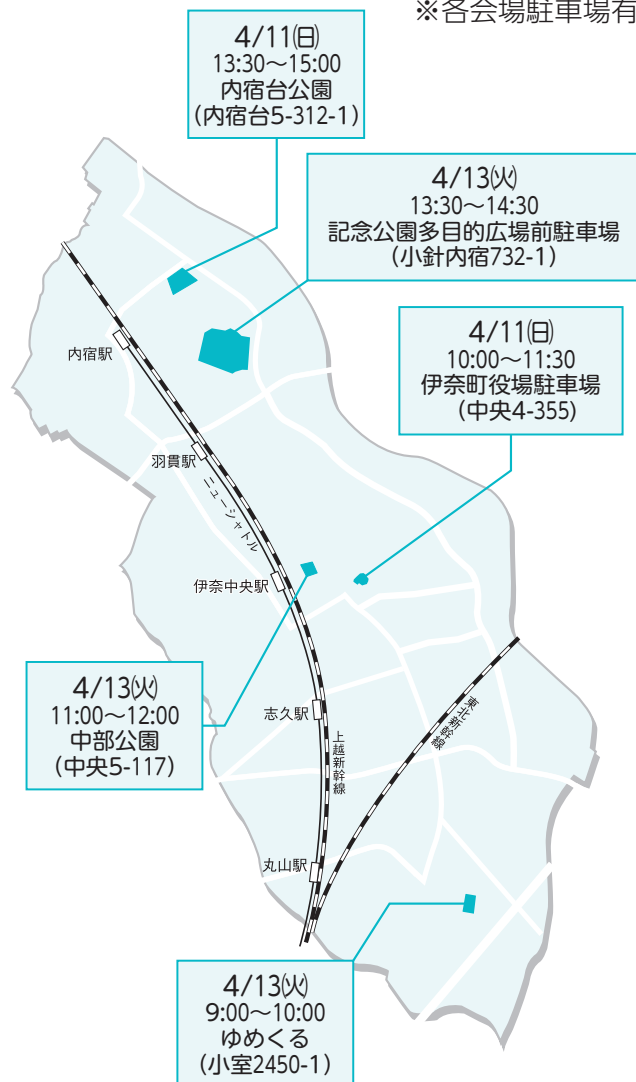 ※各会場駐車場有
4/11(日)
13:30～15:00
内宿台公園
(内宿台5-312-1)
4/13(火)
13:30～14:30
記念公園多目的広場前駐車場
(小針内宿732-1)
4/11(日)
10:00～11:30
伊奈町役場駐車場
(中央4-355)
内宿駅
羽貫駅
ニューシャトル
伊奈中央駅
4/13(火)
11:00～12:00
中部公園
(中央5-117)
志久駅
上越新幹線
東北新幹線
丸山駅
4/13(火)
9:00～10:00
ゆめくる
(小室2450-1)